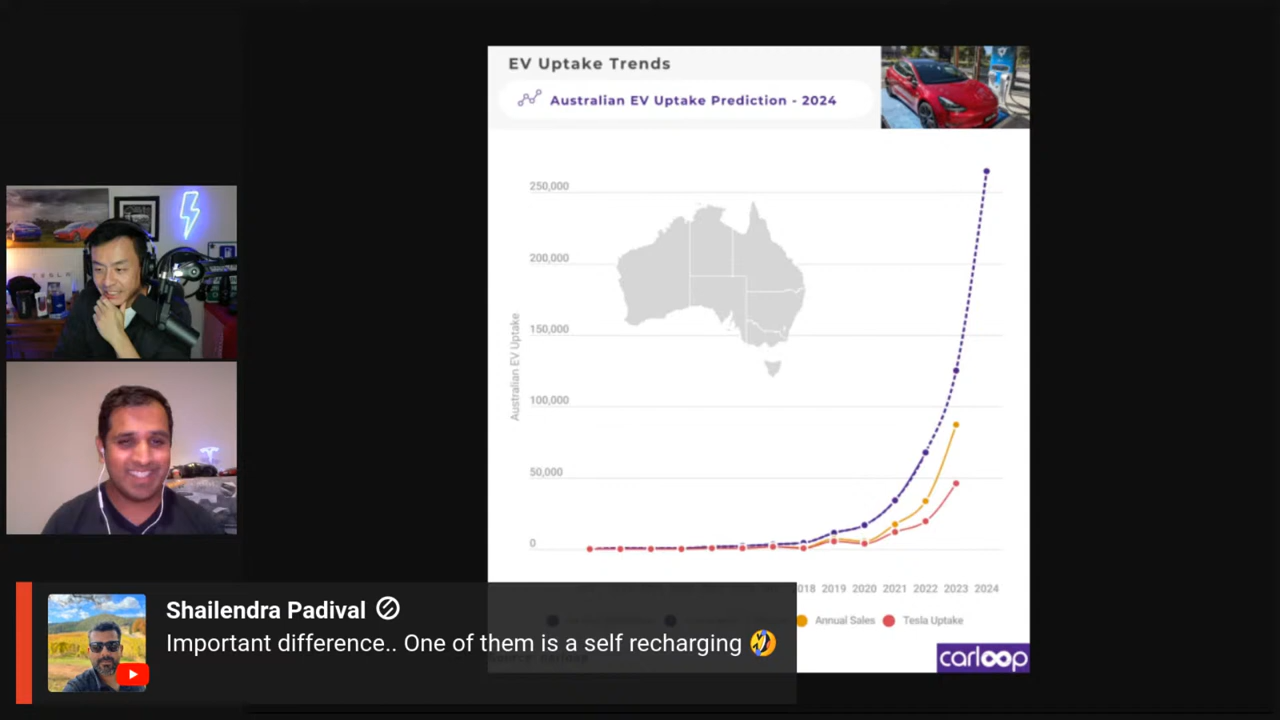 EV Uptake Trends
Australian EV Uptake Prediction - 2024
250,000
200,000
150,000
100,000
50,000
0
Australian EV Uptake
2019 2020 2021 2022 2023 2024
Annual Sales Tesla Uptake
carloop
TESLA
Shailendra Padival
Important difference.. One of them is a self recharging 🤣